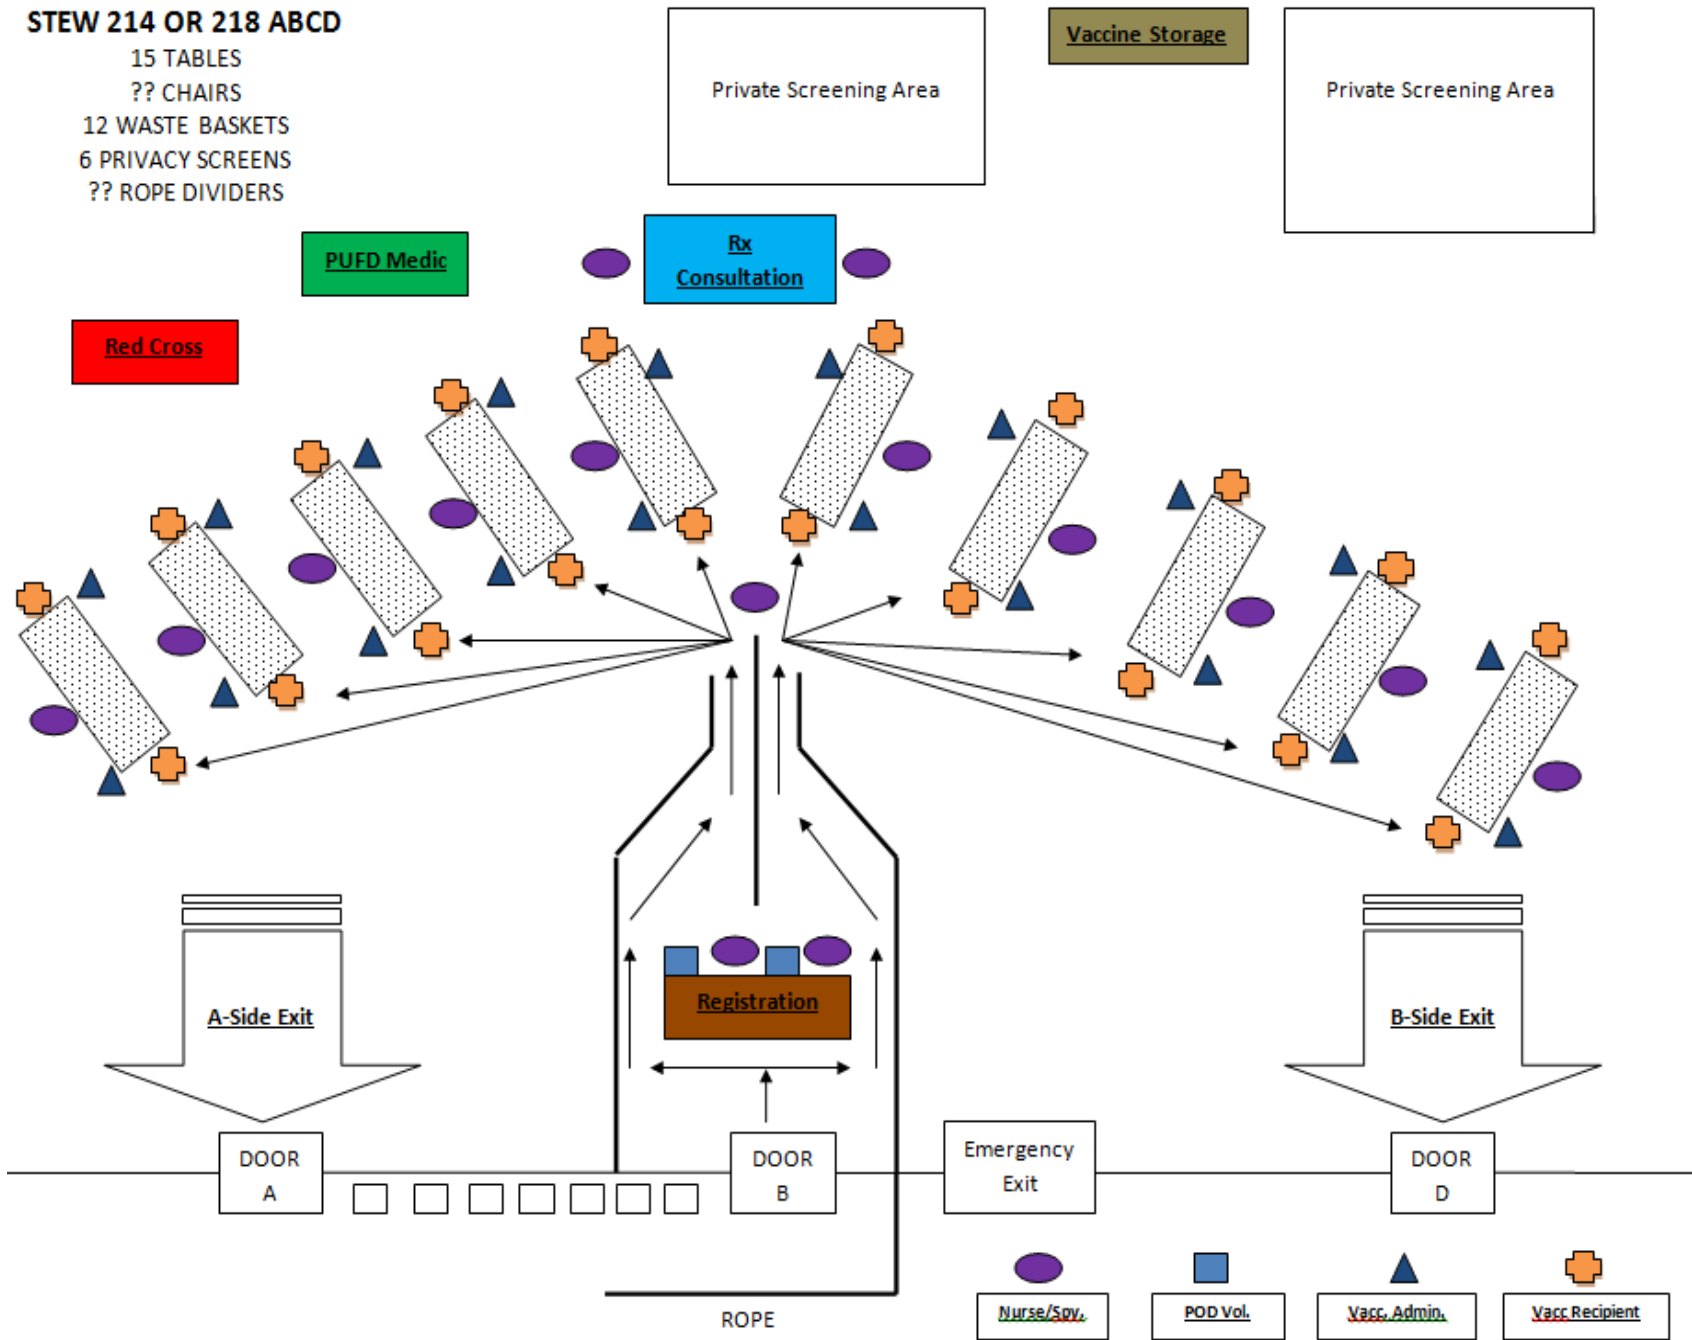 STEW 214 OR 218 ABCD
15 TABLES
?? CHAIRS
12 WASTE BASKETS
6 PRIVACY SCREENS
?? ROPE DIVIDERS
Private Screening Area
Vaccine Storage
Private Screening Area
PUFD Medic
Rx
Consultation
Red Cross
Registration
A-Side Exit
B-Side Exit
DOOR
A
DOOR
B
Emergency
Exit
DOOR
D
ROPE
Nurse/Spv.
POD Vol.
Vacc. Admin.
Vacc Recipient